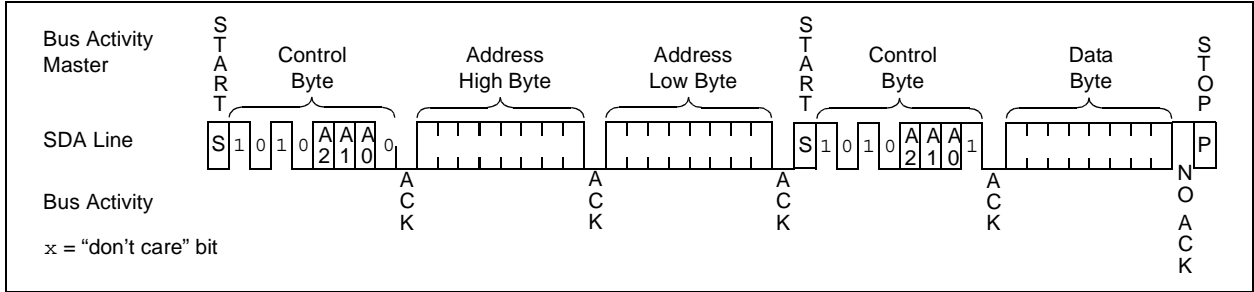 Bus Activity
Master
SDA Line
Bus Activity
x = “don’t care” bit
START
Control
Byte
Address
High Byte
Address
Low Byte
START
Control
Byte
Data
Byte
STOP
S 1 0 1 0 A2 A1 A0 0
S 1 0 1 0 A2 A1 A0 1
P
ACK
ACK
ACK
ACK
NO ACK